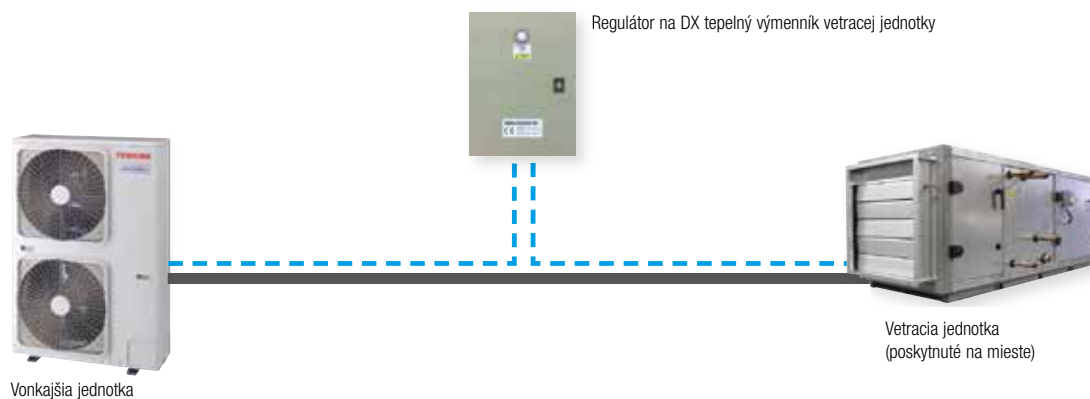 Regulátor na DX tepelný výmenník vetracej jednotky
TOSHIBA
Vetracia jednotka
(poskytnuté na mieste)
Vonkajšia jednotka